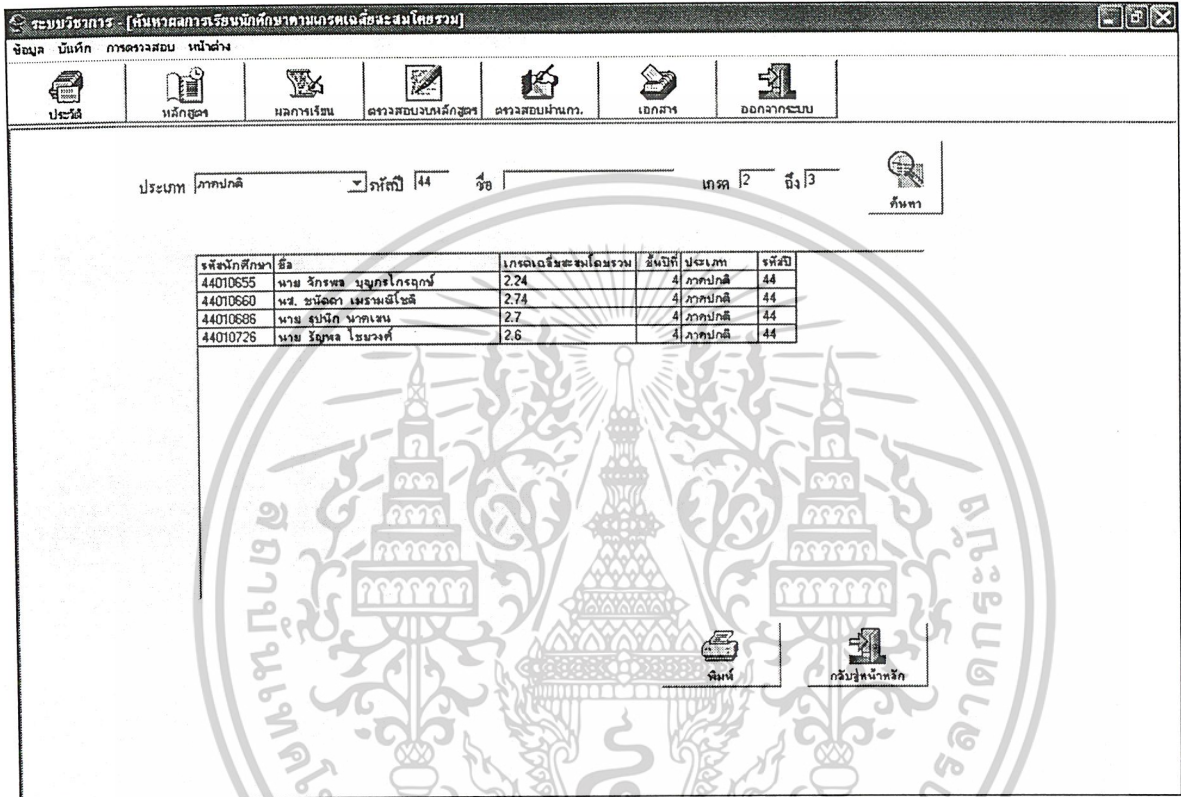 ระบบวิชาการ - [ค้นหาผลการเรียนนักศึกษาตามเกรดเฉลี่ยสะสมโดยรวม]
ข้อมูล บันทึก การตรวจสอบ หน้าต่าง
ประวัติ หลักสูตร ผลการเรียน ตรวจสอบจบหลักสูตร ตรวจสอบผ่านกว. เอกสาร ออกจากระบบ
ประเภท ภาคปกติ รหัสปี 44 ชื่อ เกรด 2 ถึง 3
ค้นหา
รหัสนักศึกษา ชื่อ เกรดเฉลี่ยสะสมโดยรวม ชั้นปีที่ ประเภท รหัสปี
44010655 นาย จักรพล บุญกรไกรฤกษ์ 2.24 4 ภาคปกติ 44
44010660 นส. ชนัดดา เมธามณีโชติ 2.74 4 ภาคปกติ 44
44010686 นาย 2.7 4 ภาคปกติ 44
44010726 นาย ไชยวงศ์ 2.6 4 ภาคปกติ 44
พิมพ์ กลับสู่หน้าหลัก
สถาบันเทคโน